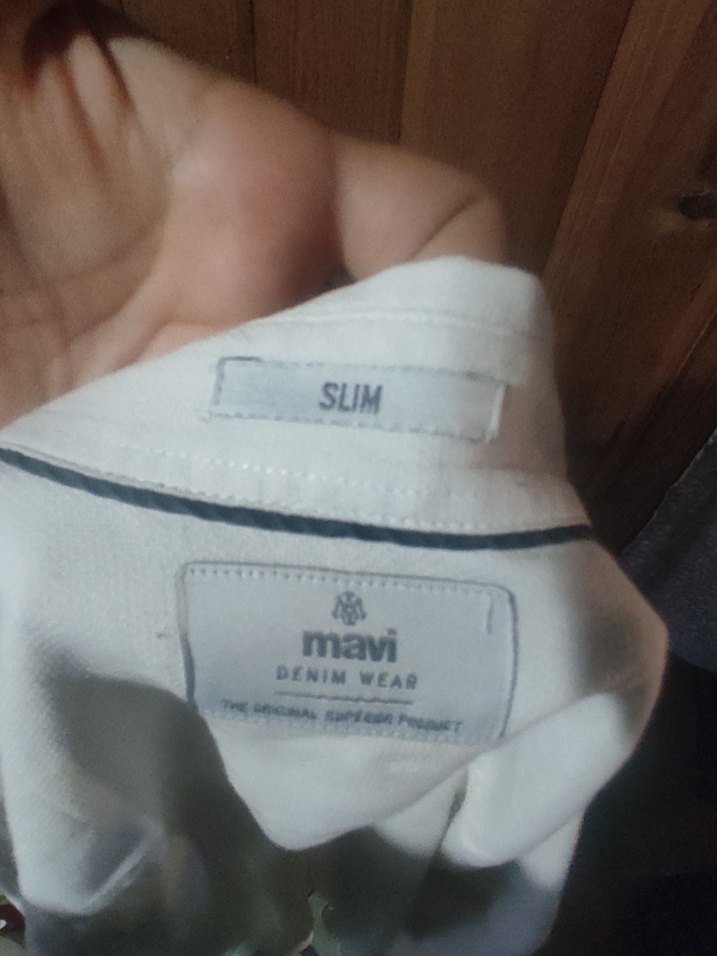 SLIM
mavi
DENIM WEAR
THE ORIGINAL SUPERIOR PRODUCT